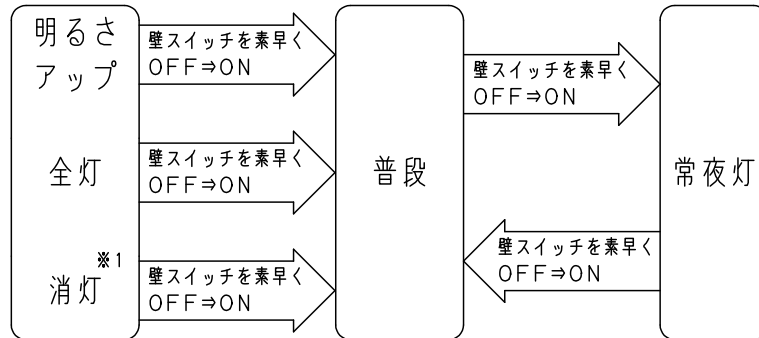 明るさ
アップ
壁スイッチを素早く
OFF⇒ON
全灯
壁スイッチを素早く
OFF⇒ON
※1
消灯
壁スイッチを素早く
OFF⇒ON
普段
壁スイッチを素早く
OFF⇒ON
壁スイッチを素早く
OFF⇒ON
常夜灯